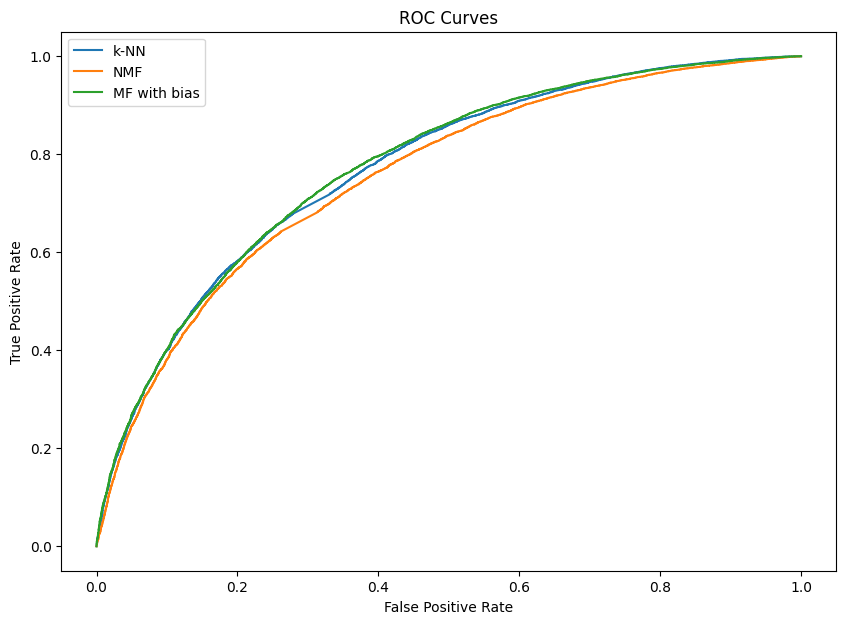 ROC Curves
k-NN
NMF
MF with bias
True Positive Rate
1.0
0.8
0.6
0.4
0.2
0.0
0.0 0.2 0.4 0.6 0.8 1.0
False Positive Rate